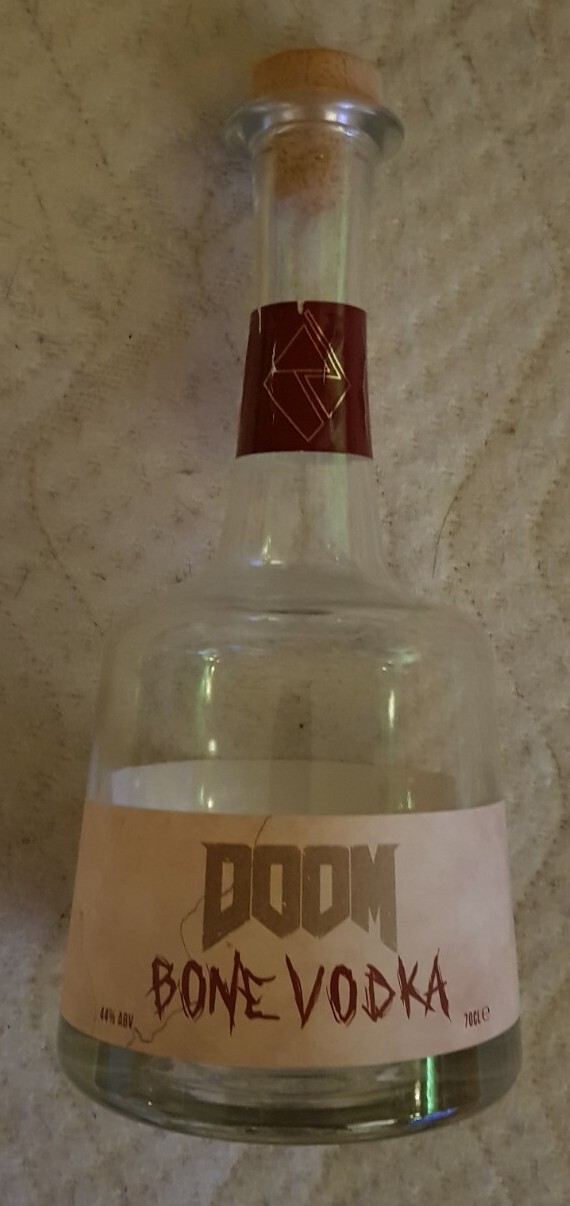 DOOM
BONE VODKA
44% ABV
70CL ℮